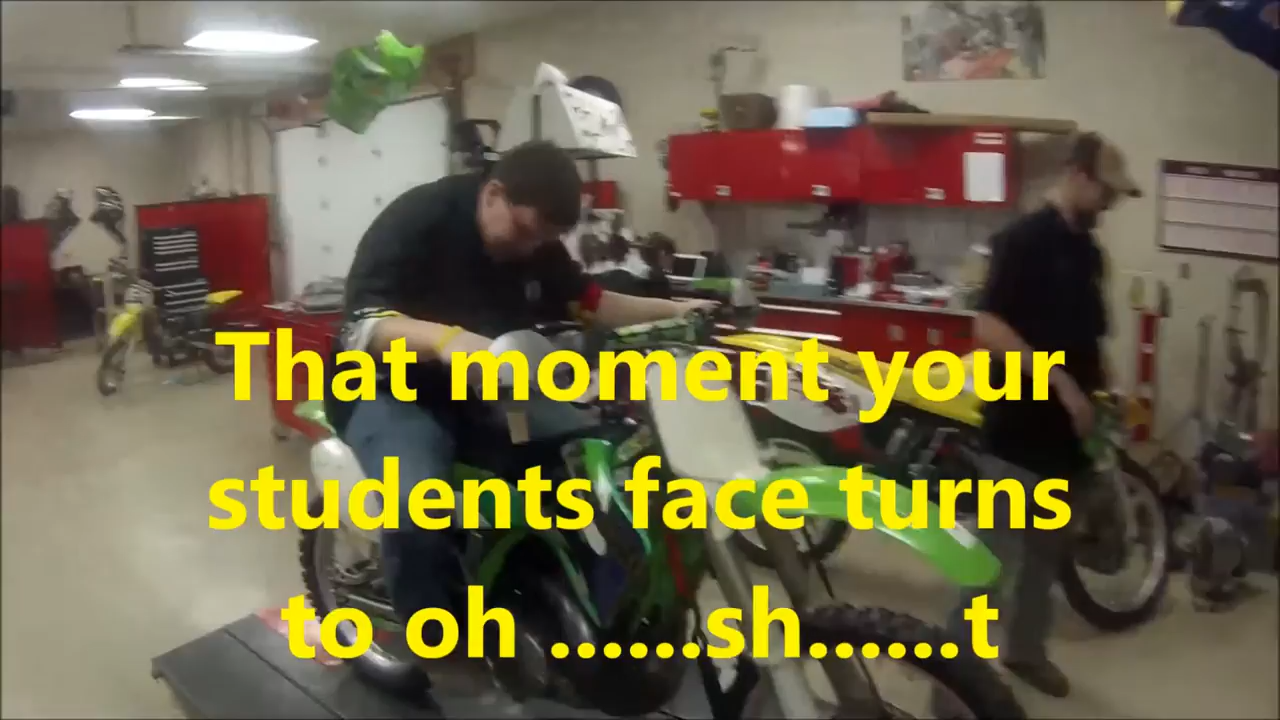 That moment your
students face turns
to oh ......sh......t